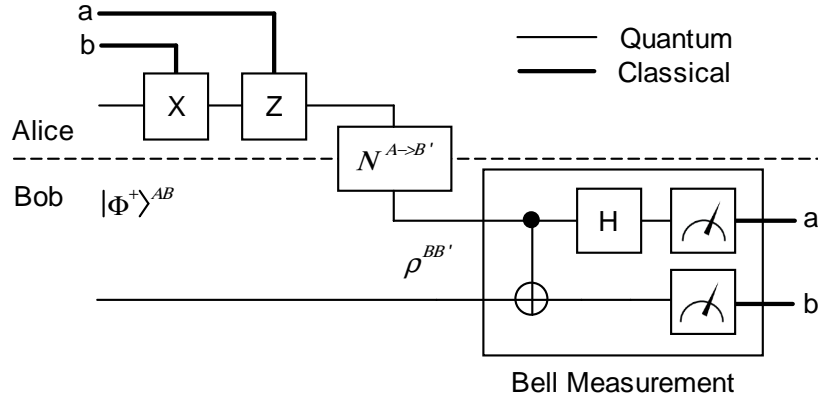 a
b
Quantum
Classical
X
Z
Alice
N^{A->B'}
Bob
|Φ⁺⟩^{AB}
H
a
ρ^{BB'}
b
Bell Measurement